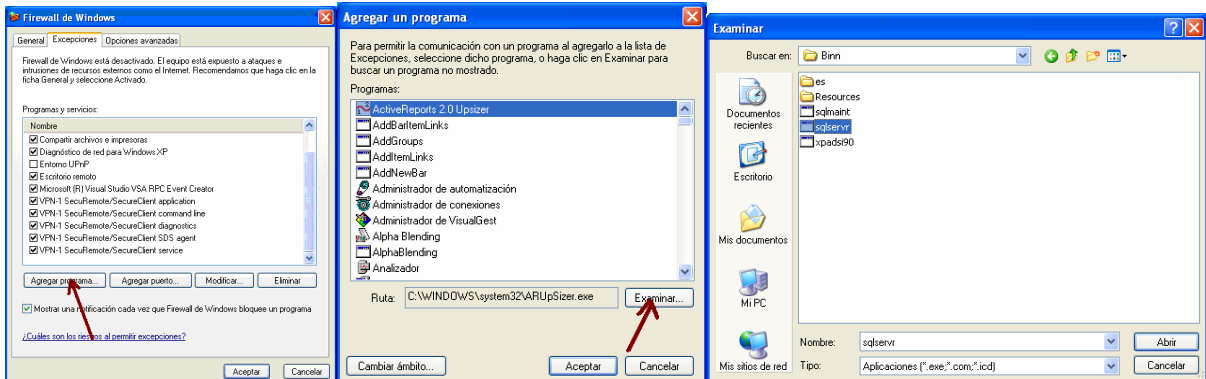 Firewall de Windows
General
Excepciones
Opciones avanzadas
Firewall de Windows está desactivado. El equipo está expuesto a ataques e
intrusiones de recursos externos como el Internet. Recomendamos que haga clic en la
ficha General y seleccione Activado.
Programas y servicios:
Nombre
Compartir archivos e impresoras
Diagnóstico de red para Windows XP
Entorno UPnP
Escritorio remoto
Microsoft (R) Visual Studio VSA RPC Event Creator
VPN-1 SecuRemote/SecureClient application
VPN-1 SecuRemote/SecureClient command line
VPN-1 SecuRemote/SecureClient diagnostics
VPN-1 SecuRemote/SecureClient SDS agent
VPN-1 SecuRemote/SecureClient service
Agregar programa...
Agregar puerto...
Modificar...
Eliminar
Mostrar una notificación cada vez que Firewall de Windows bloquee un programa
¿Cuáles son los riesgos al permitir excepciones?
Aceptar
Cancelar
Agregar un programa
Para permitir la comunicación con un programa al agregarlo a la lista de
Excepciones, seleccione dicho programa, o haga clic en Examinar para
buscar un programa no mostrado.
Programas:
ActiveReports 2.0 Upsizer
AddBarItemLinks
AddGroups
AddItemLinks
AddNewBar
Administrador de automatización
Administrador de conexiones
Administrador de VisualGest
Alpha Blending
AlphaBlending
Analizador
Ruta:
C:\WINDOWS\system32\ARUpSizer.exe
Examinar...
Cambiar ámbito...
Aceptar
Cancelar
Examinar
Buscar en:
Binn
Documentos
recientes
Escritorio
Mis documentos
Mi PC
Mis sitios de red
es
Resources
sqlmaint
sqlservr
xpadsi90
Nombre:
sqlservr
Abrir
Tipo:
Aplicaciones (*.exe;*.com;*.icd)
Cancelar